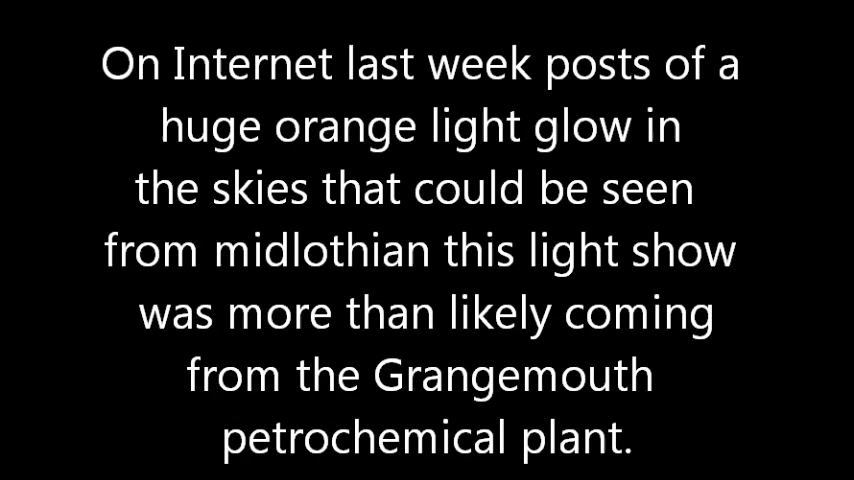 On Internet last week posts of a
huge orange light glow in
the skies that could be seen
from midlothian this light show
was more than likely coming
from the Grangemouth
petrochemical plant.